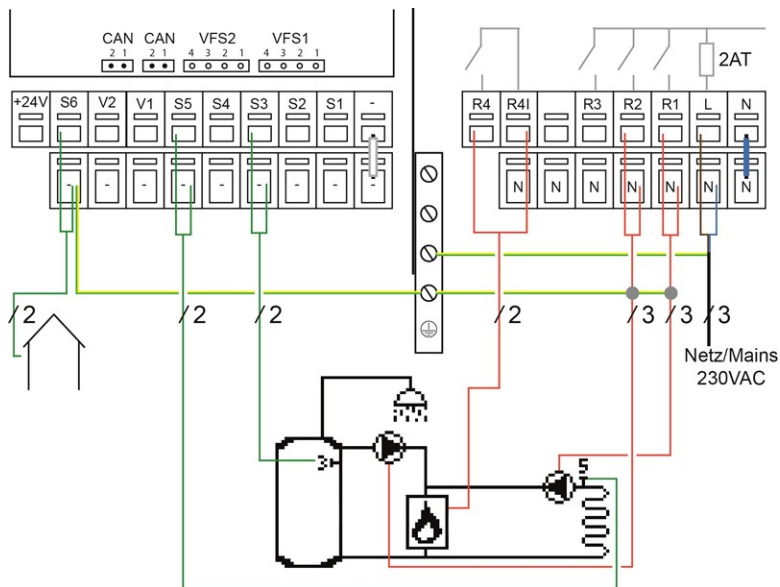 CAN CAN VFS2 VFS1
2 1 2 1 4 3 2 1 4 3 2 1
2AT
+24V S6 V2 V1 S5 S4 S3 S2 S1 - R4 R4I R3 R2 R1 L N
- - - - - - - - - N N N N N N
/2 /2 /2 /2 /3 /3 /3
Netz/Mains
230VAC
3
5